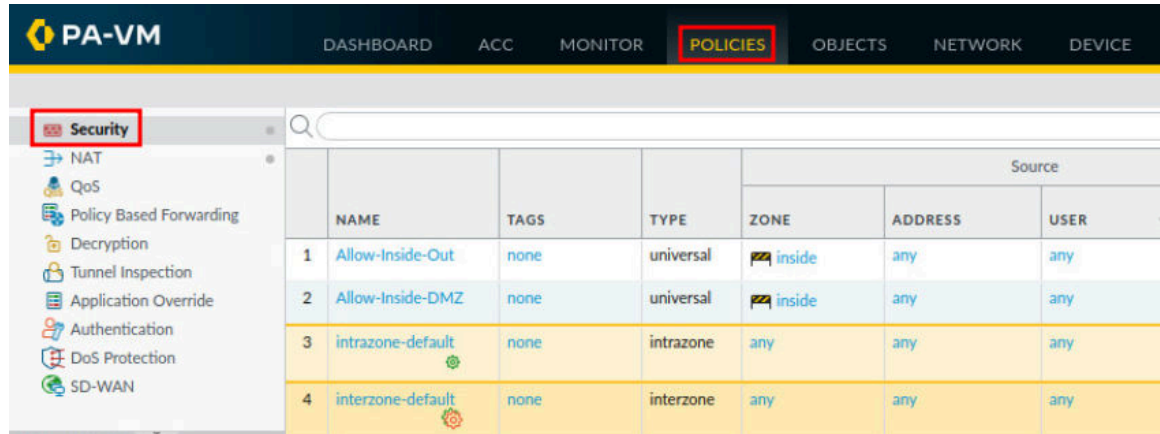 PA-VM
DASHBOARD ACC MONITOR POLICIES OBJECTS NETWORK DEVICE
Security
NAT
QoS
Policy Based Forwarding
Decryption
Tunnel Inspection
Application Override
Authentication
DoS Protection
SD-WAN
Source
NAME TAGS TYPE ZONE ADDRESS USER
1 Allow-Inside-Out none universal inside any any
2 Allow-Inside-DMZ none universal inside any any
3 intrazone-default none intrazone any any any
4 interzone-default none interzone any any any